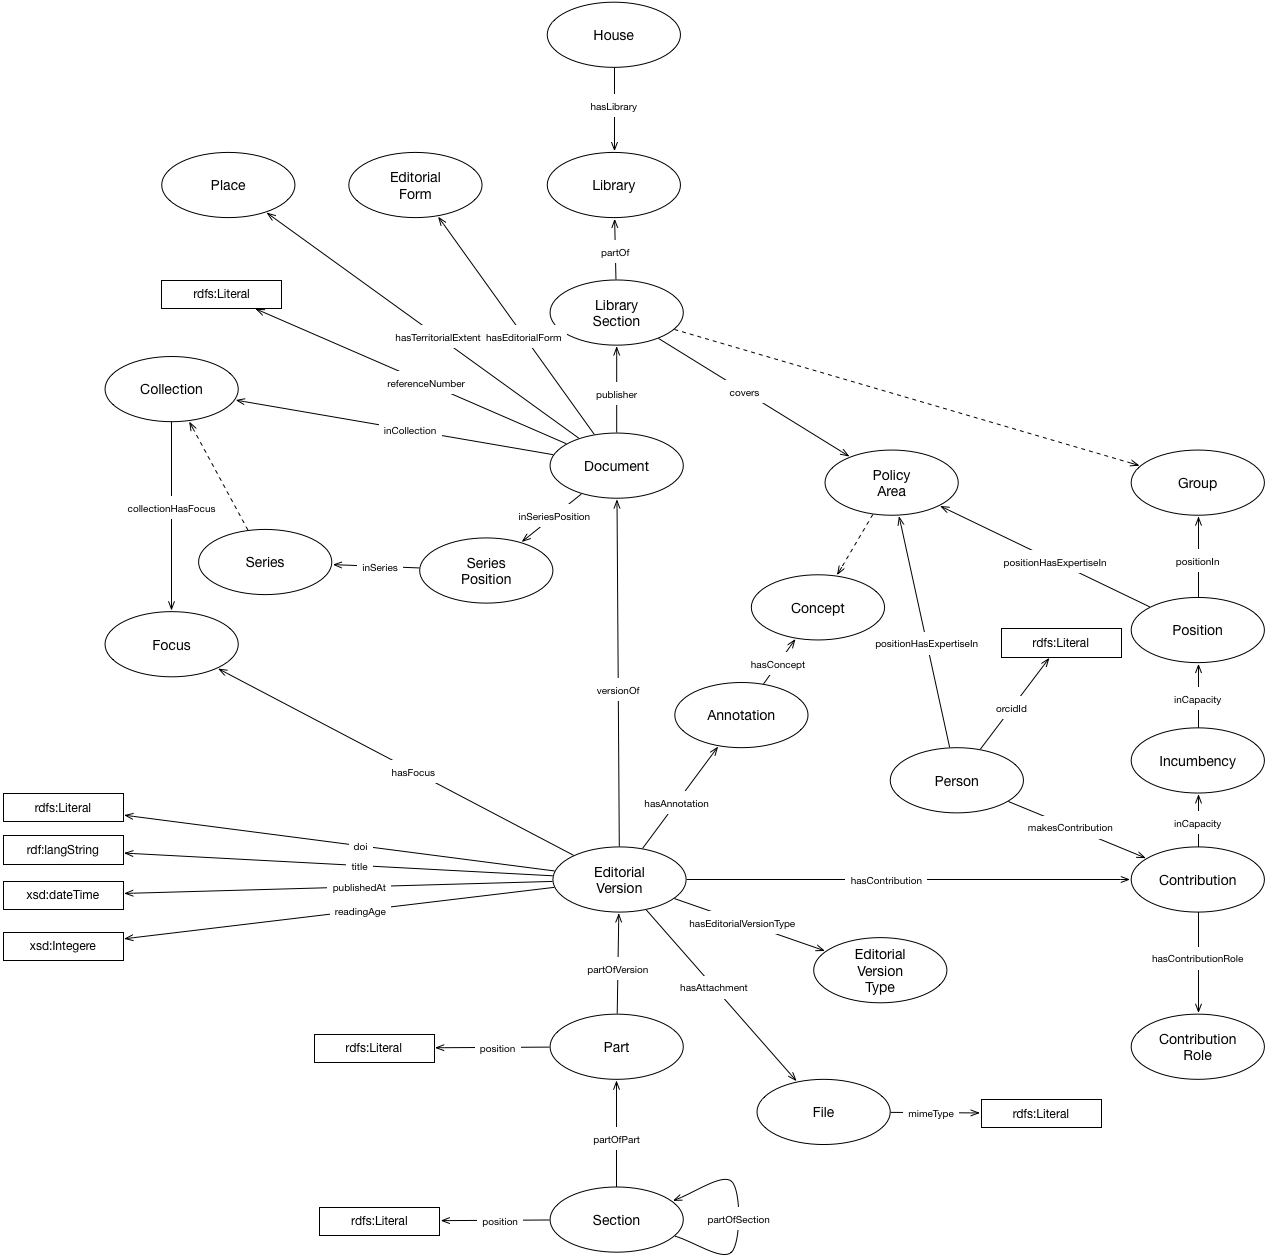 House
hasLibrary
Place
Editorial
Form
Library
partOf
rdfs:Literal
Library
Section
hasTerritorialExtent
hasEditorialForm
referenceNumber
Collection
publisher
covers
inCollection
Document
Policy
Area
Group
collectionHasFocus
inSeriesPosition
Series
inSeries
Series
Position
positionHasExpertiseIn
positionIn
Concept
Focus
positionHasExpertiseIn
rdfs:Literal
Position
hasConcept
versionOf
Annotation
orcidId
inCapacity
hasFocus
Person
Incumbency
rdfs:Literal
hasAnnotation
makesContribution
inCapacity
doi
rdf:langString
title
xsd:dateTime
publishedAt
Editorial
Version
hasContribution
Contribution
readingAge
xsd:Integere
hasEditorialVersionType
partOfVersion
hasAttachment
Editorial
Version
Type
hasContributionRole
rdfs:Literal
position
Part
Contribution
Role
File
mimeType
rdfs:Literal
partOfPart
rdfs:Literal
position
Section
partOfSection